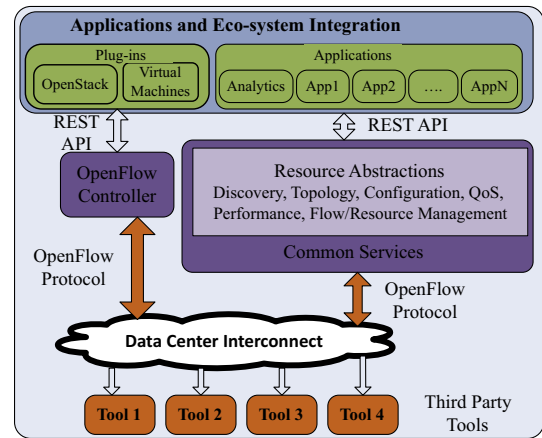 Applications and Eco-system Integration
Plug-ins
OpenStack
Virtual
Machines
Applications
Analytics
App1
App2
....
AppN
REST
API
REST API
OpenFlow
Controller
Resource Abstractions
Discovery, Topology, Configuration, QoS,
Performance, Flow/Resource Management
Common Services
OpenFlow
Protocol
OpenFlow
Protocol
Data Center Interconnect
Tool 1
Tool 2
Tool 3
Tool 4
Third Party
Tools